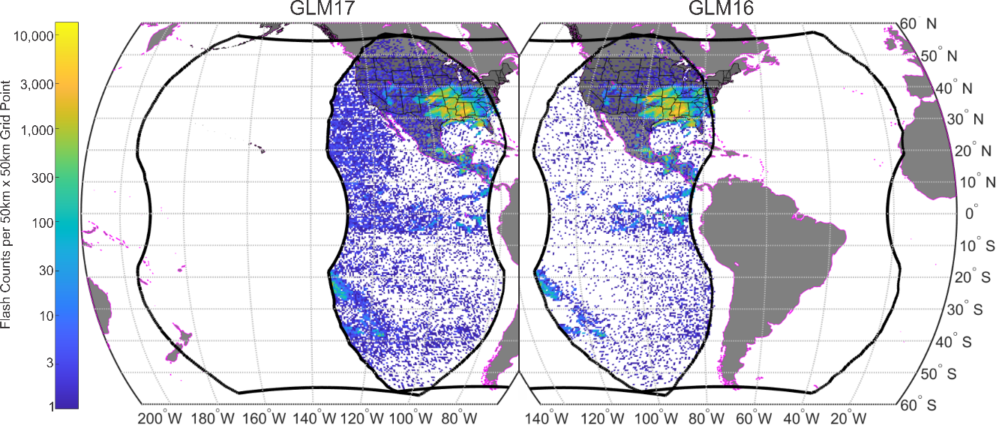 GLM17
GLM16
Flash Counts per 50km x 50km Grid Point
10,000
3,000
1,000
300
100
30
10
3
1
60° N
50° N
40° N
30° N
20° N
10° N
0°
10° S
20° S
30° S
40° S
50° S
60° S
200°W 180°W 160°W 140°W 120°W 100°W 80°W
140°W 120°W 100°W 80°W 60°W 40°W 20°W